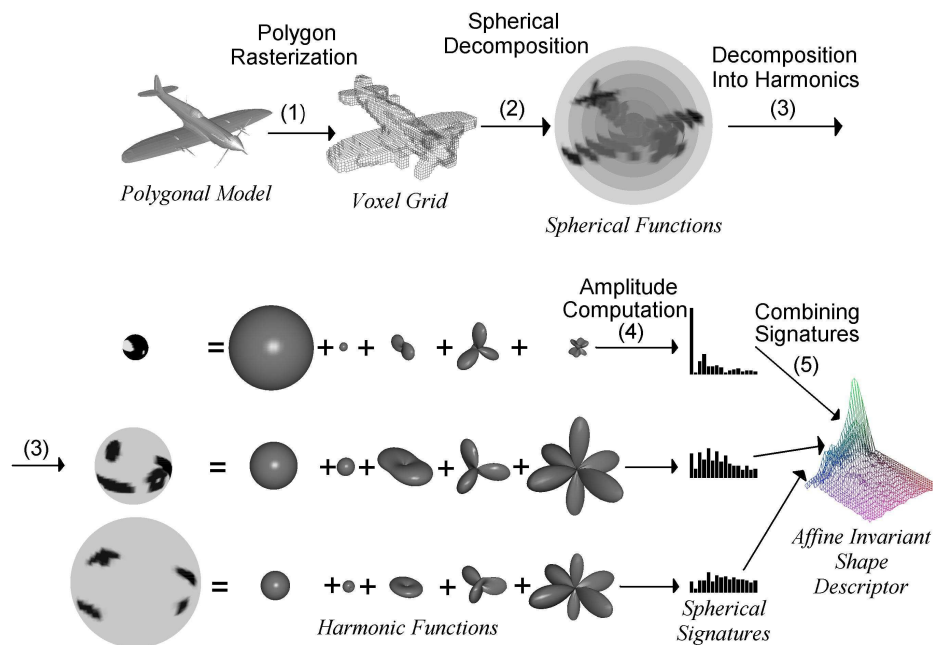 Polygon
Rasterization
(1)
Spherical
Decomposition
(2)
Decomposition
Into Harmonics
(3)
Polygonal Model
Voxel Grid
Spherical Functions
Amplitude
Computation
(4)
Combining
Signatures
(5)
= + + + +
(3)
= + + + +
= + + + +
Affine Invariant
Shape
Descriptor
Harmonic Functions
Spherical
Signatures